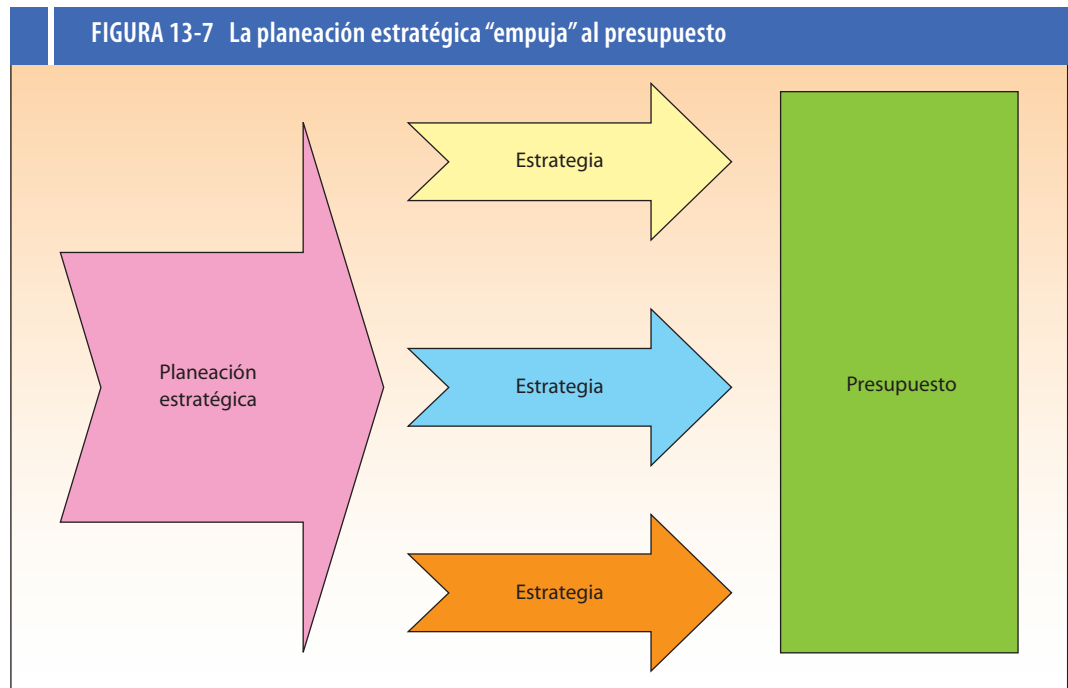 FIGURA 13-7 La planeación estratégica “empuja” al presupuesto
Estrategia
Planeación
estratégica
Estrategia
Presupuesto
Estrategia